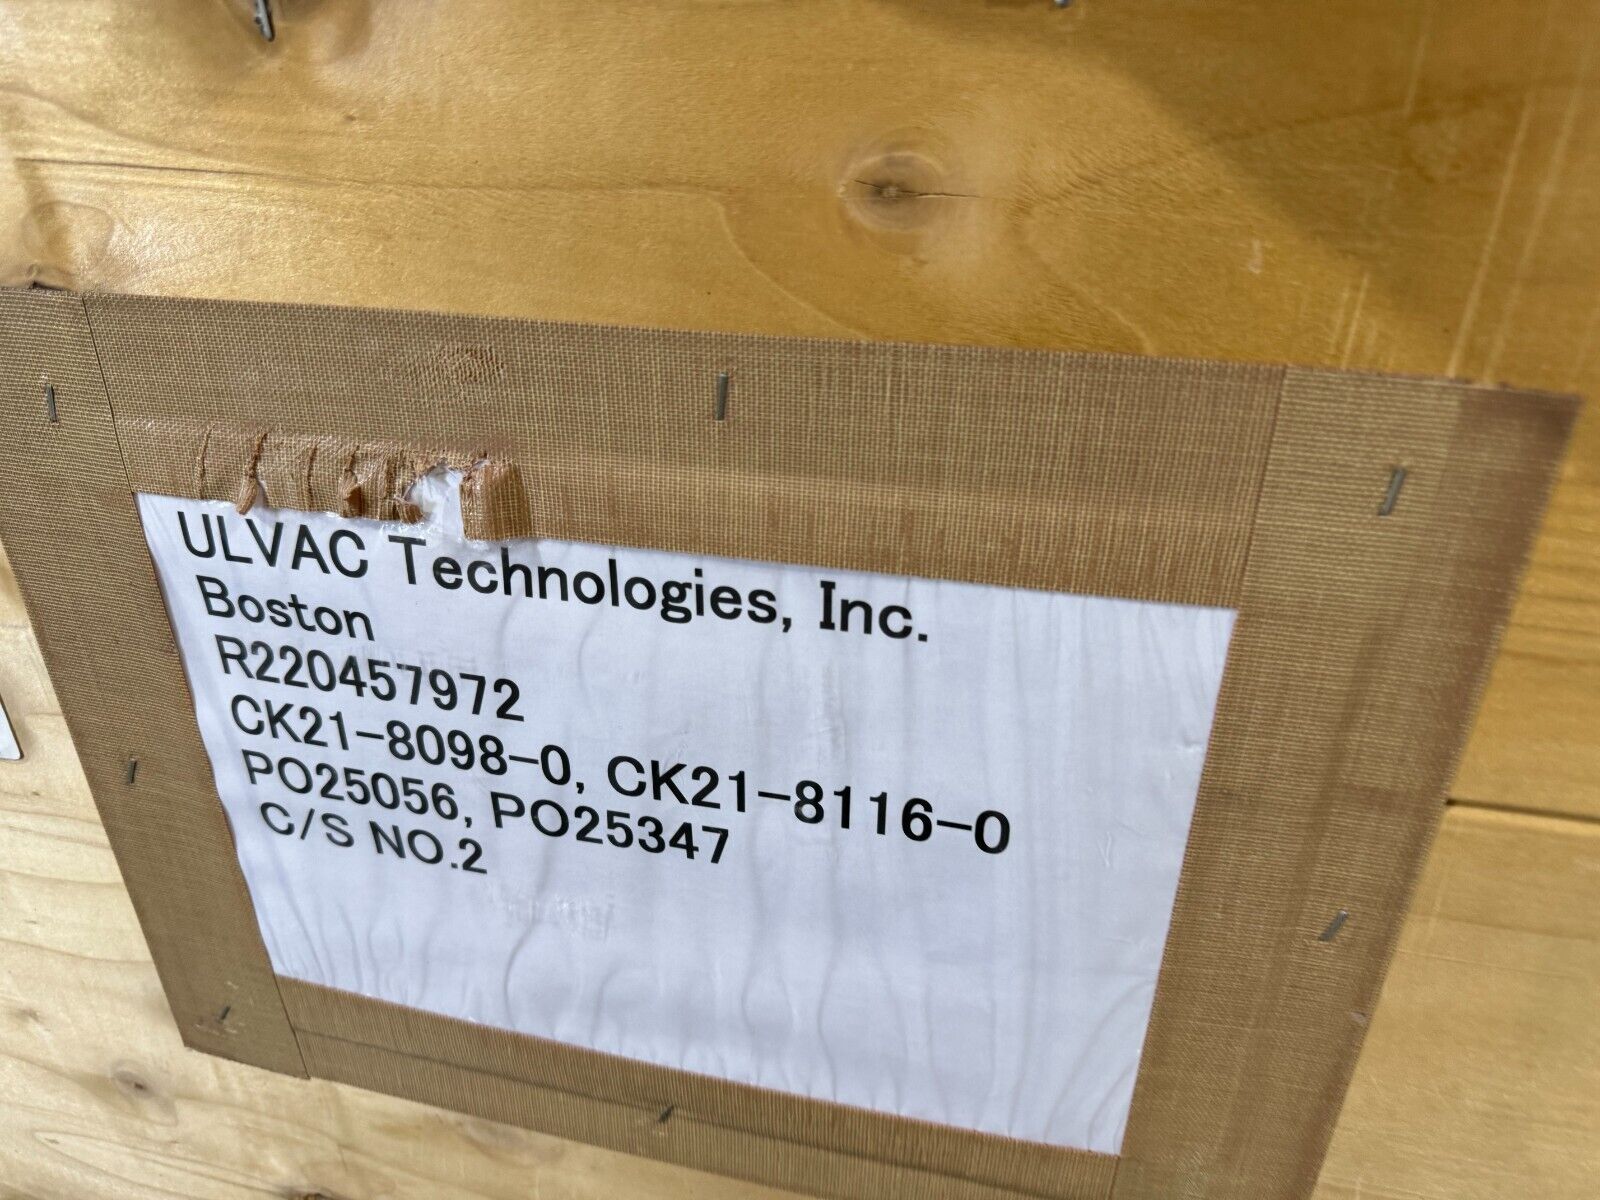 ULVAC Technologies, Inc.
Boston
R220457972
CK21-8098-0, CK21-8116-0
PO25056, PO25347
C/S NO.2